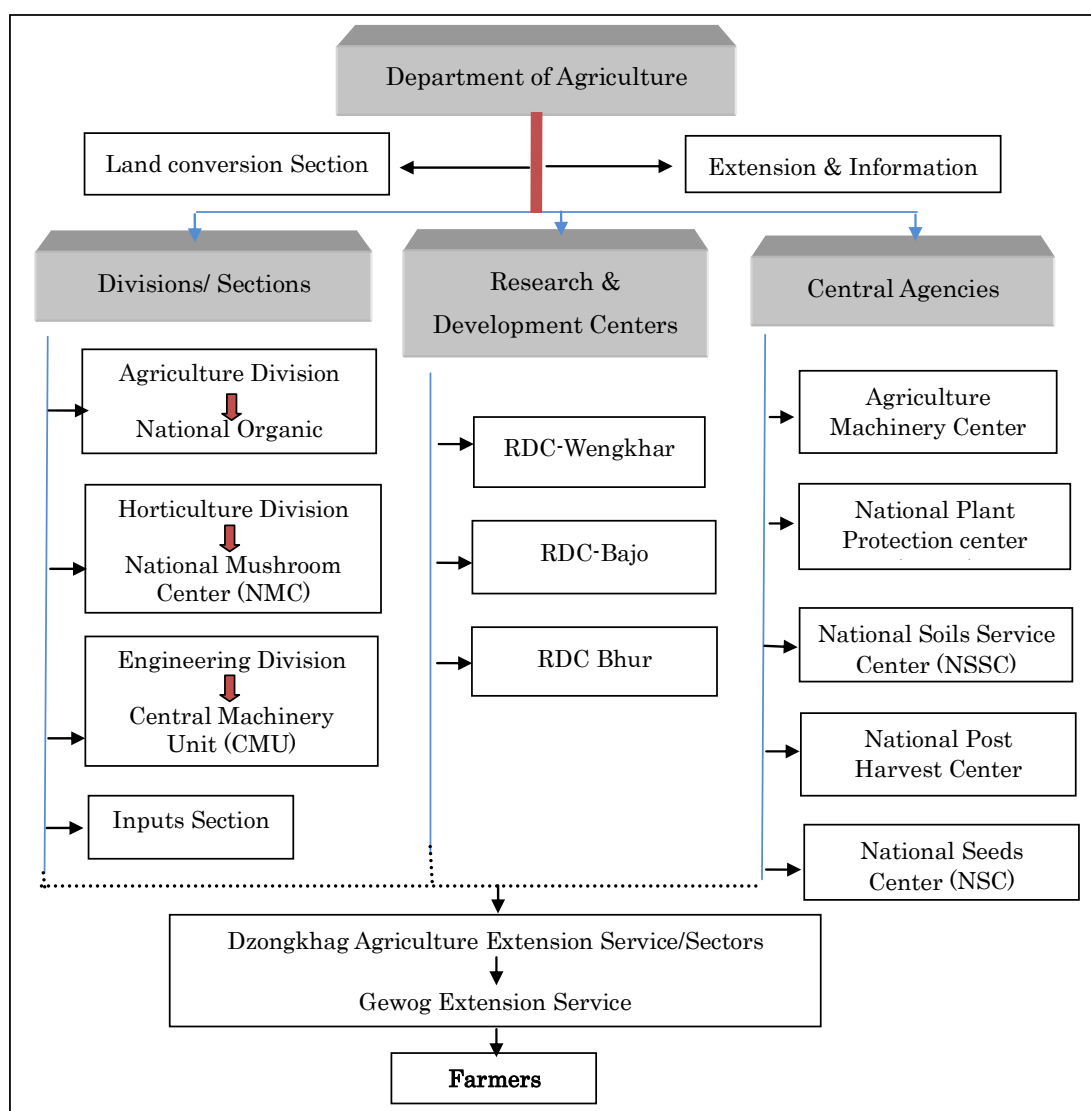 Department of Agriculture
Land conversion Section
Extension & Information
Divisions/ Sections
Agriculture Division
National Organic
Horticulture Division
National Mushroom
Center (NMC)
Engineering Division
Central Machinery
Unit (CMU)
Inputs Section
Research &
Development Centers
RDC-Wengkhar
RDC-Bajo
RDC Bhur
Central Agencies
Agriculture
Machinery Center
National Plant
Protection center
National Soils Service
Center (NSSC)
National Post
Harvest Center
National Seeds
Center (NSC)
Dzongkhag Agriculture Extension Service/Sectors
Gewog Extension Service
Farmers